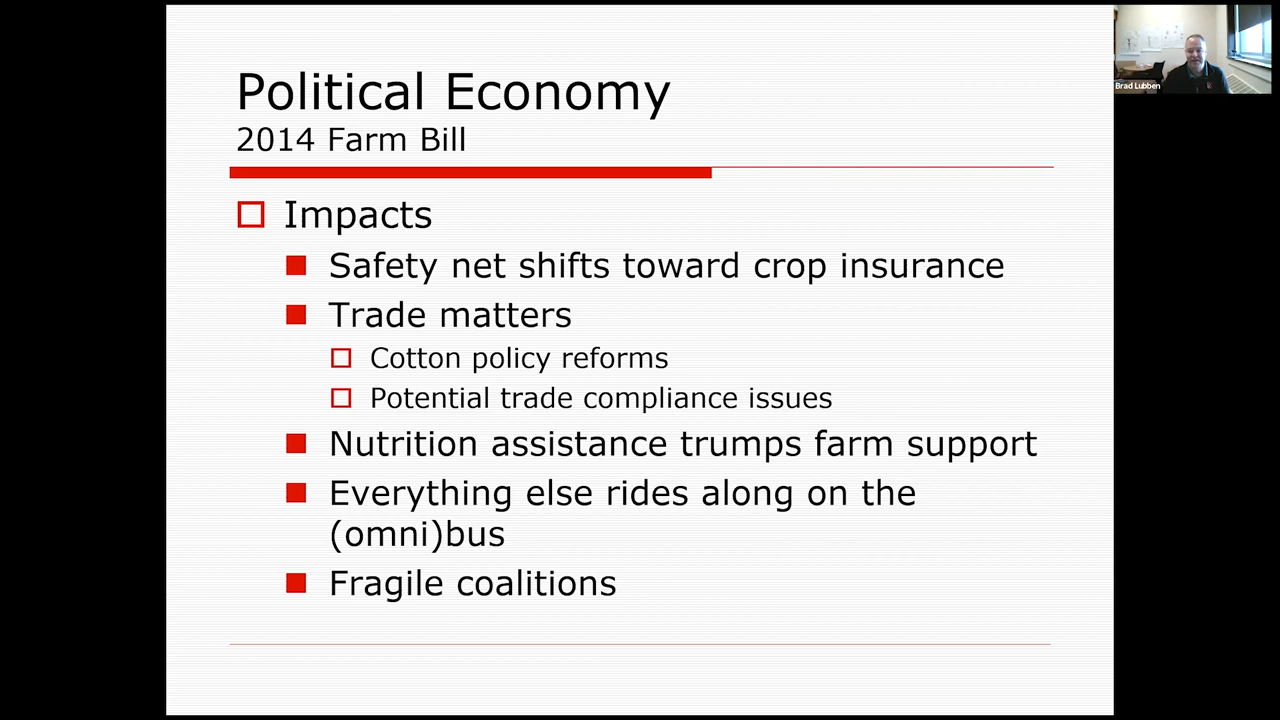 Political Economy
2014 Farm Bill
Impacts
Safety net shifts toward crop insurance
Trade matters
Cotton policy reforms
Potential trade compliance issues
Nutrition assistance trumps farm support
Everything else rides along on the
(omni)bus
Fragile coalitions
Brad Lubben